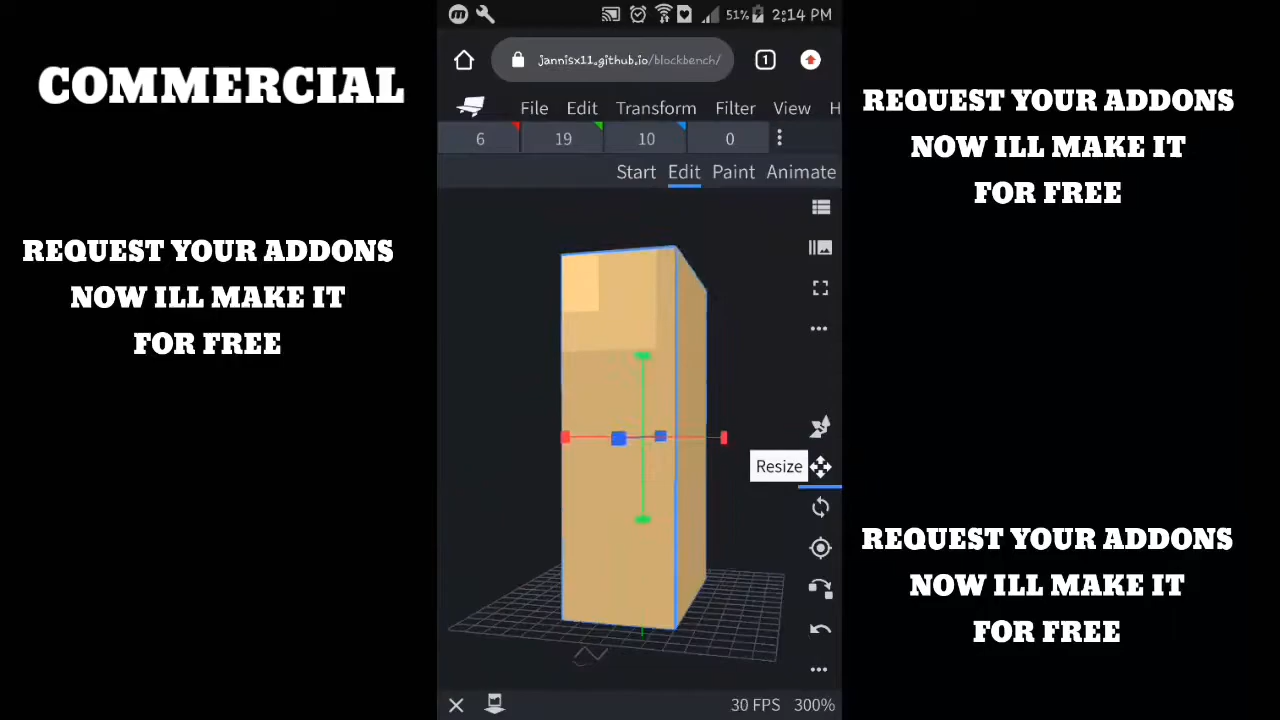 COMMERCIAL
REQUEST YOUR ADDONS
NOW ILL MAKE IT
FOR FREE
51%
2:14 PM
jannisx11.github.io/blockbench/
1
File Edit Transform Filter View H
6 19 10 0
Start Edit Paint Animate
Resize
30 FPS 300%
REQUEST YOUR ADDONS
NOW ILL MAKE IT
FOR FREE
REQUEST YOUR ADDONS
NOW ILL MAKE IT
FOR FREE